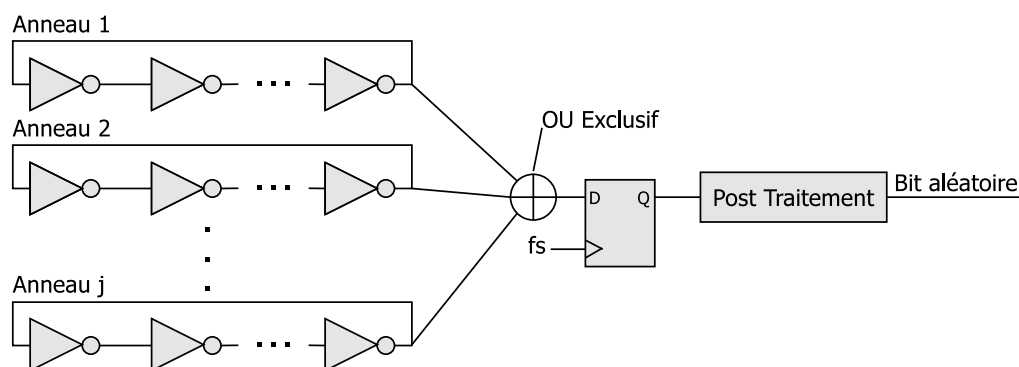 Anneau 1
Anneau 2
OU Exclusif
D Q
fs
Post Traitement
Bit aléatoire
Anneau j